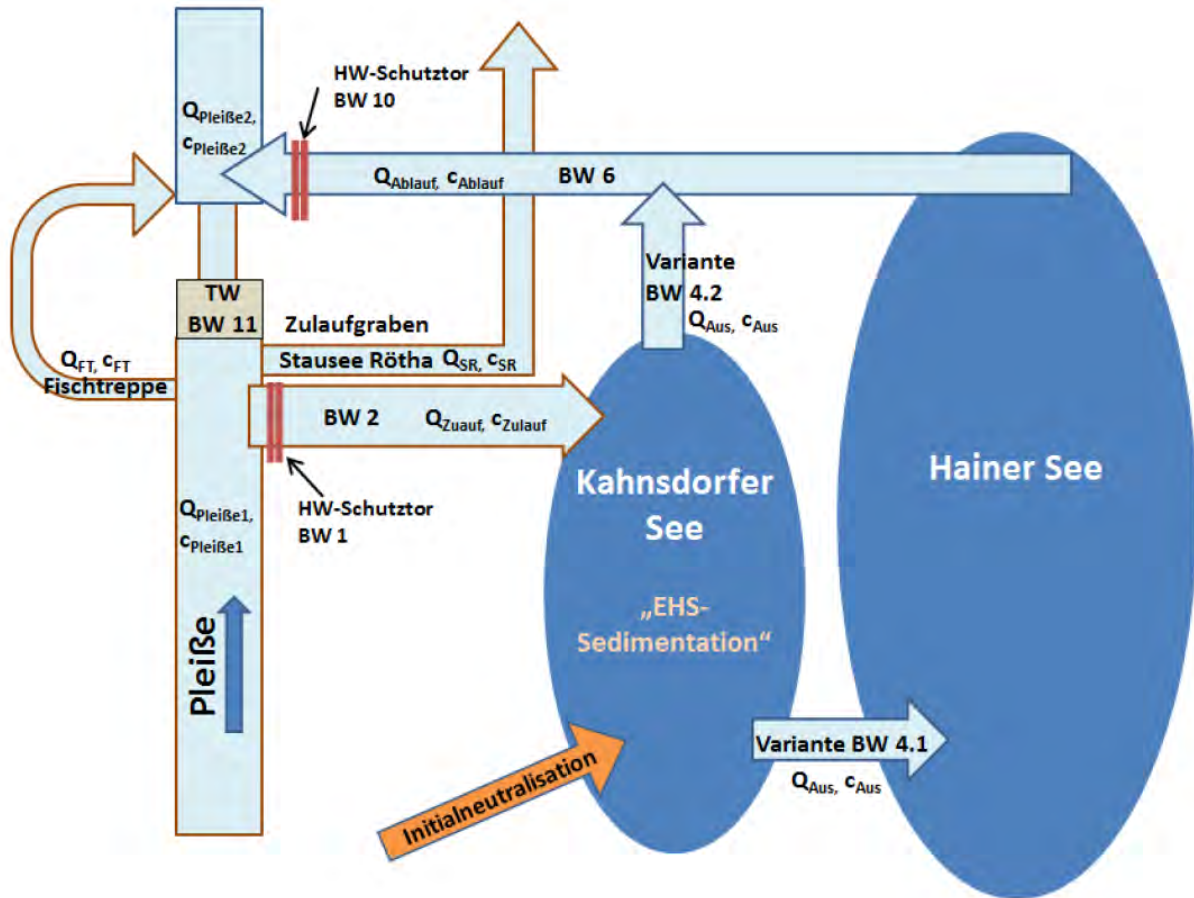 HW-Schutztor
BW 10
QPleiße2,
cPleiße2
QAblauf, cAblauf BW 6
Variante
BW 4.2
QAus, cAus
TW
BW 11
Zulaufgraben
Stausee Rötha QSR, cSR
QFT, cFT
Fischtreppe
BW 2 QZuauf, cZulauf
HW-Schutztor
BW 1
QPleiße1,
cPleiße1
Pleiße
Kahnsdorfer
See
„EHS-
Sedimentation“
Hainer See
Initialneutralisation
Variante BW 4.1
QAus, cAus